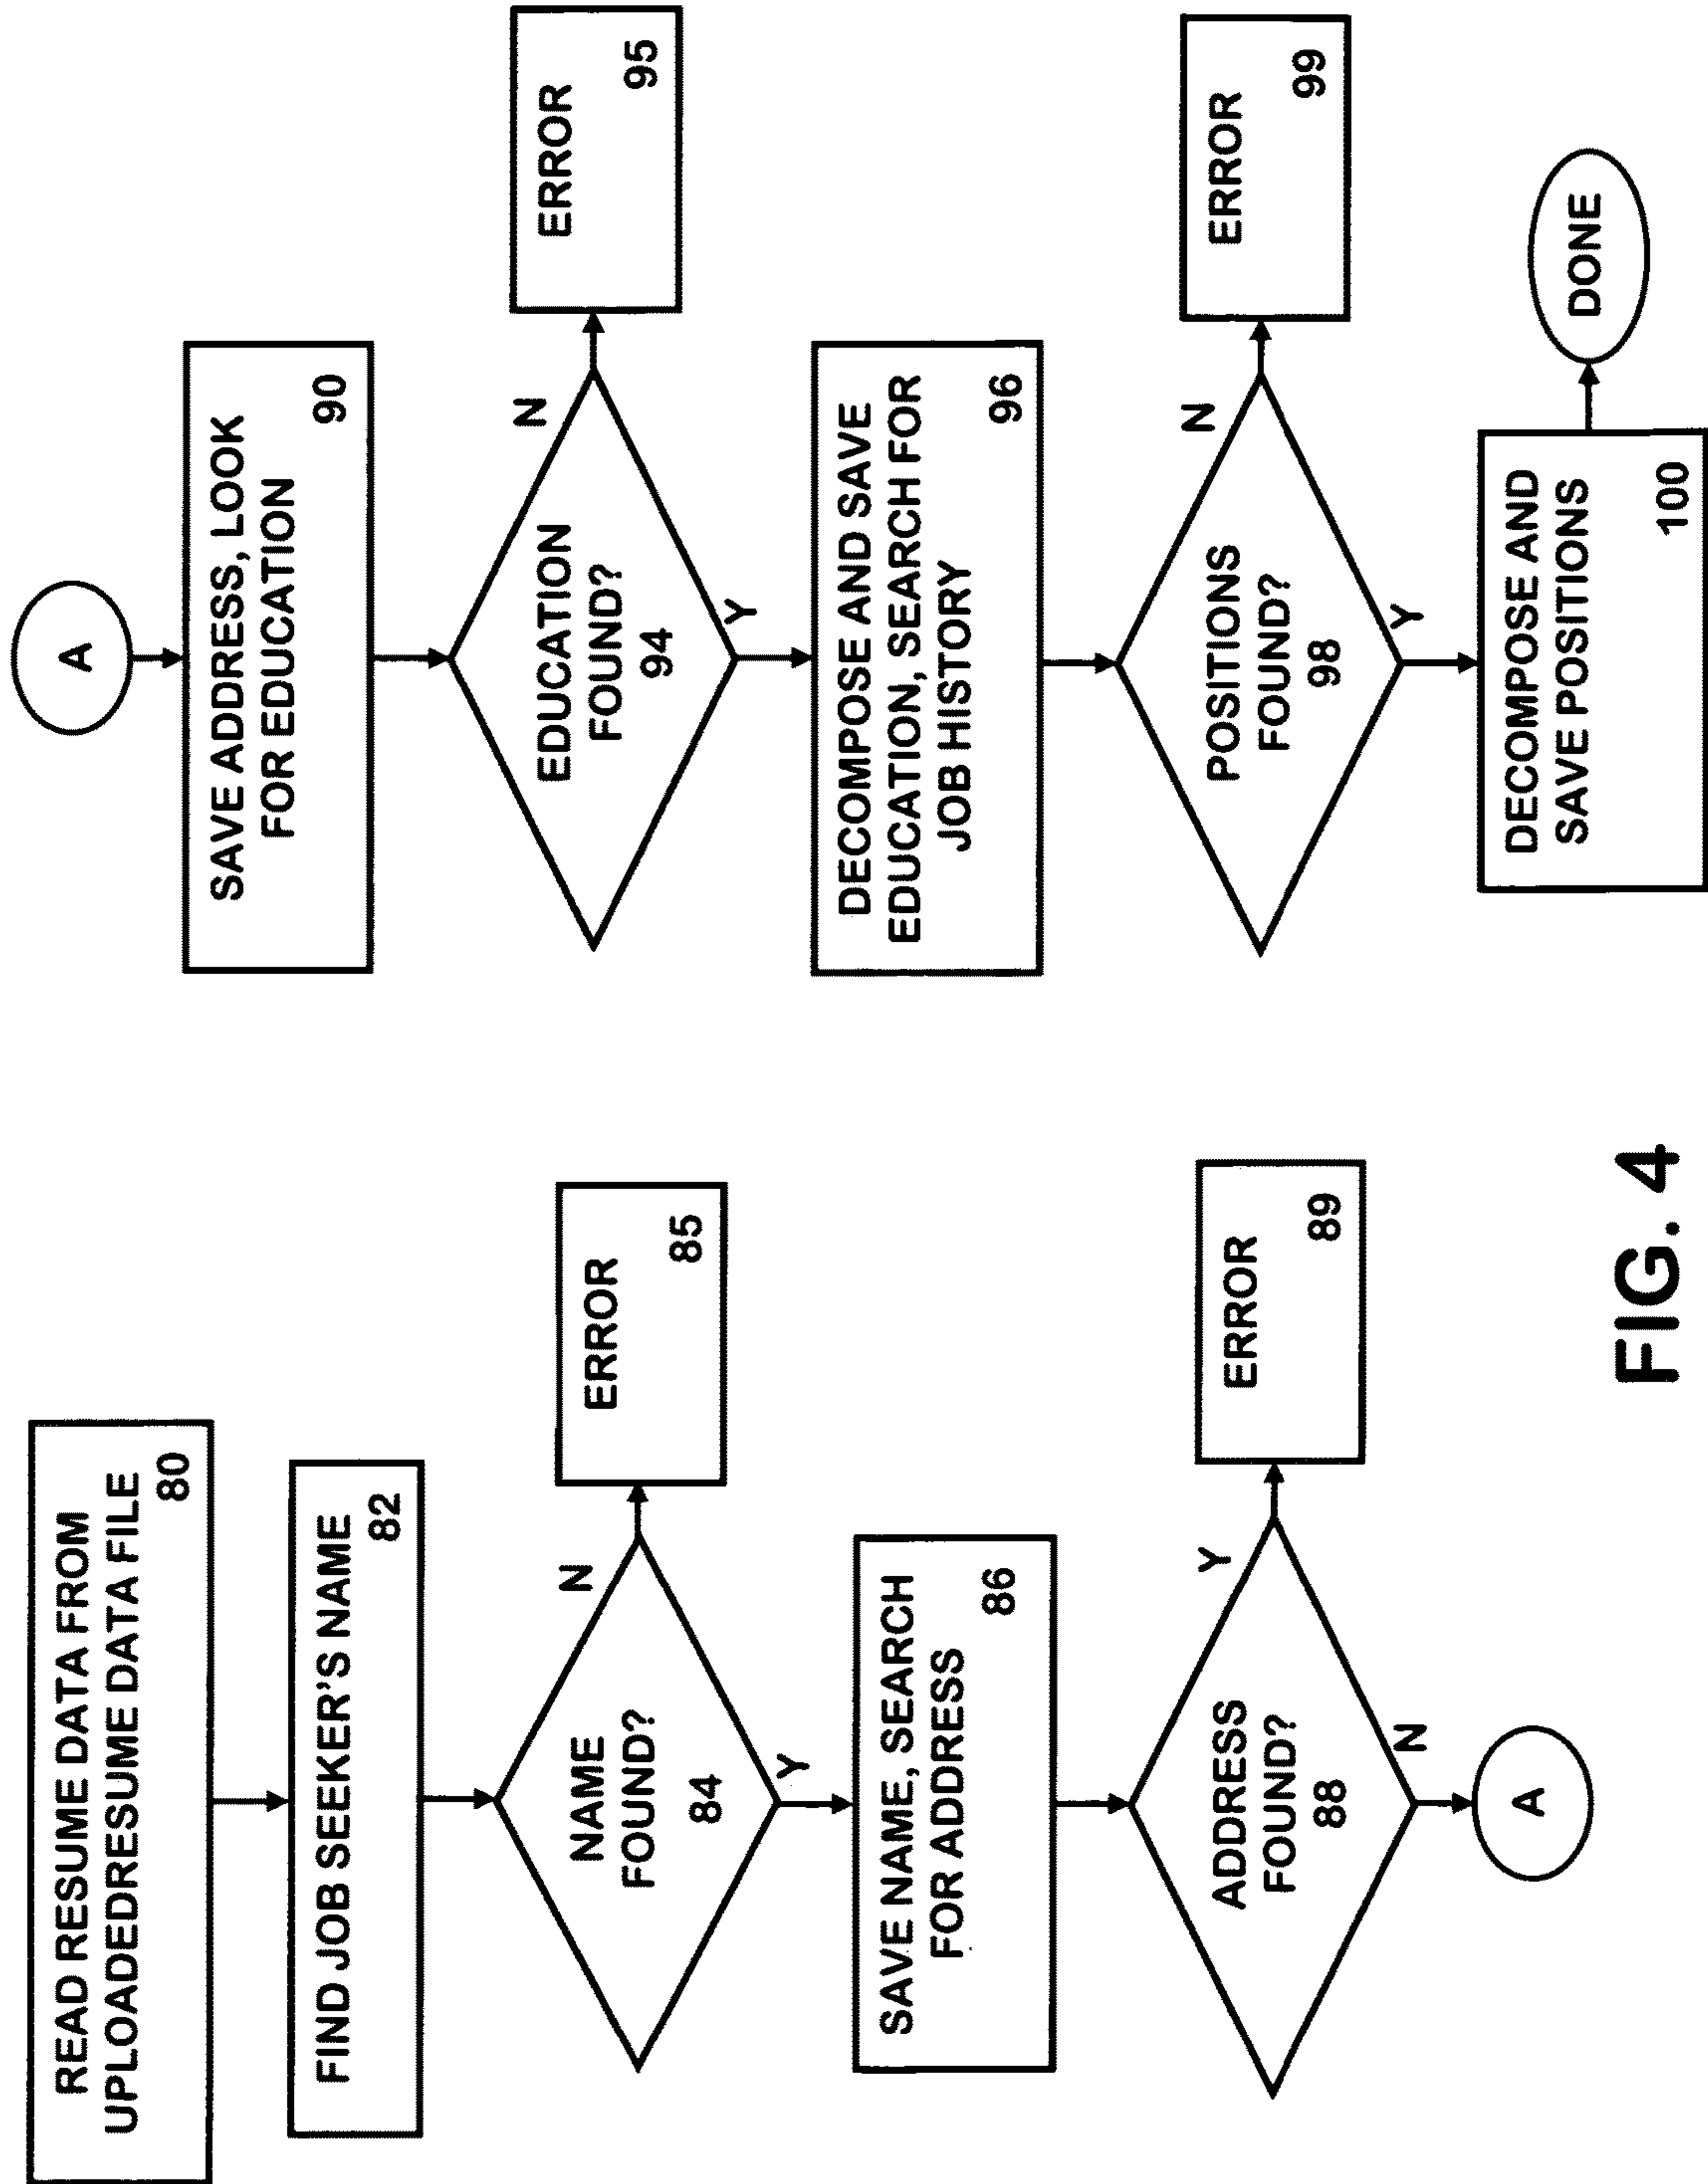 READ RESUME DATA FROM
UPLOADEDRESUME DATA FILE
80
FIND JOB SEEKER'S NAME
82
NAME
FOUND?
84
N
Y
ERROR
85
SAVE NAME, SEARCH
FOR ADDRESS
86
ADDRESS
FOUND?
88
Y
N
ERROR
89
A
A
SAVE ADDRESS, LOOK
FOR EDUCATION
90
EDUCATION
FOUND?
94
N
Y
ERROR
95
DECOMPOSE AND SAVE
EDUCATION, SEARCH FOR
JOB HISTORY
96
POSITIONS
FOUND?
98
N
Y
ERROR
99
DECOMPOSE AND
SAVE POSITIONS
100
DONE
FIG. 4